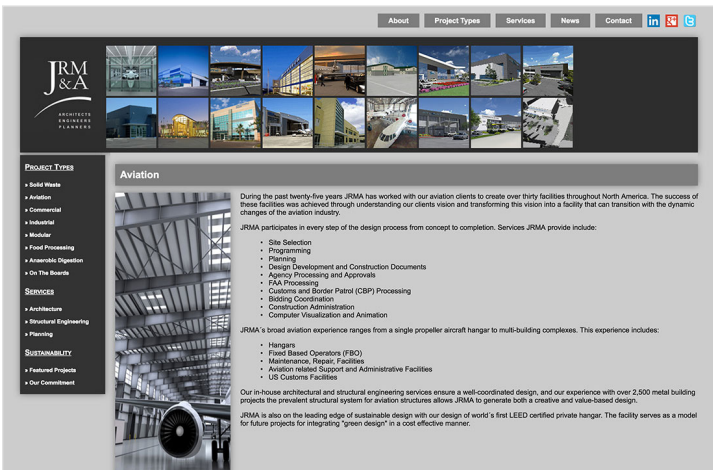 About
Project Types
Services
News
Contact
in
JRM
&A
ARCHITECTS
ENGINEERS
PLANNERS
PROJECT TYPES
» Solid Waste
» Aviation
» Commercial
» Industrial
» Modular
» Food Processing
» Anaerobic Digestion
» On The Boards
SERVICES
» Architecture
» Structural Engineering
» Planning
SUSTAINABILITY
» Featured Projects
» Our Commitment
Aviation
During the past twenty-five years JRMA has worked with our aviation clients to create over thirty facilities throughout North America. The success of
these facilities was achieved through understanding our clients vision and transforming this vision into a facility that can transition with the dynamic
changes of the aviation industry.
JRMA participates in every step of the design process from concept to completion. Services JRMA provide include:
• Site Selection
• Programming
• Planning
• Design Development and Construction Documents
• Agency Processing and Approvals
• FAA Processing
• Customs and Border Patrol (CBP) Processing
• Bidding Coordination
• Construction Administration
• Computer Visualization and Animation
JRMA´s broad aviation experience ranges from a single propeller aircraft hangar to multi-building complexes. This experience includes:
• Hangars
• Fixed Based Operators (FBO)
• Maintenance, Repair, Facilities
• Aviation related Support and Administrative Facilities
• US Customs Facilities
Our in-house architectural and structural engineering services ensure a well-coordinated design, and our experience with over 2,500 metal building
projects the prevalent structural system for aviation structures allows JRMA to generate both a creative and value-based design.
JRMA is also on the leading edge of sustainable design with our design of world´s first LEED certified private hangar. The facility serves as a model
for future projects for integrating "green design" in a cost effective manner.